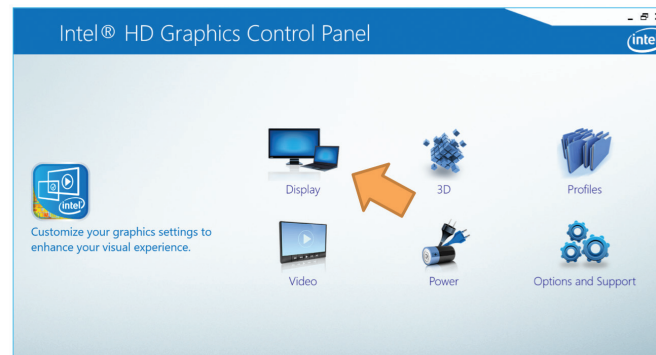 Intel® HD Graphics Control Panel
Display
3D
Profiles
Customize your graphics settings to
enhance your visual experience.
intel
Video
Power
Options and Support